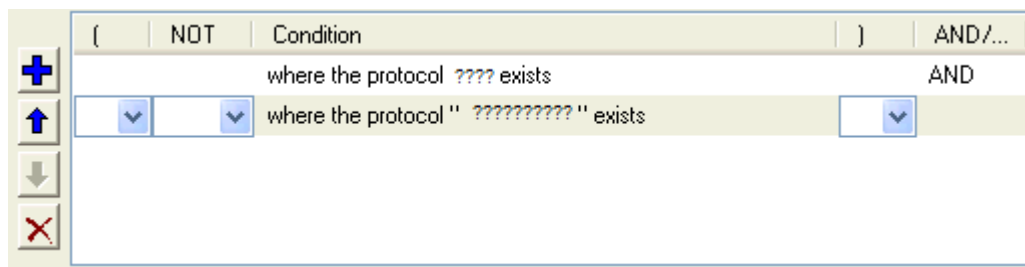 ( NOT Condition ) AND/...
where the protocol ???? exists AND
where the protocol " ?????????? " exists